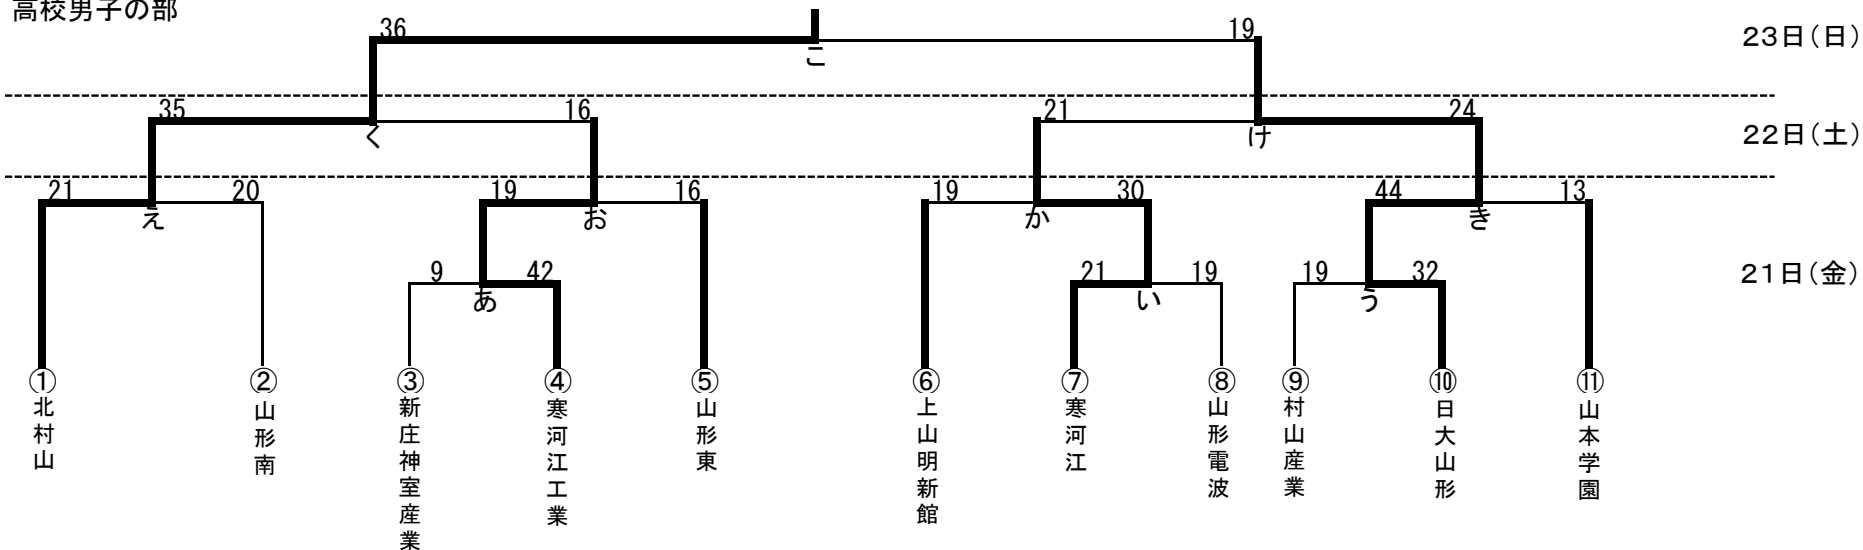 高校男子の部
36
19
23日(日)
こ
35
16
21
24
く
け
22日(土)
21
20
19
16
19
30
44
13
え
お
か
き
9
42
21
19
19
32
21日(金)
あ
い
う
①
②
③
④
⑤
⑥
⑦
⑧
⑨
⑩
⑪
北村山
山形南
新庄神室産業
寒河江工業
山形東
上山明新館
寒河江
山形電波
村山産業
日大山形
山本学園